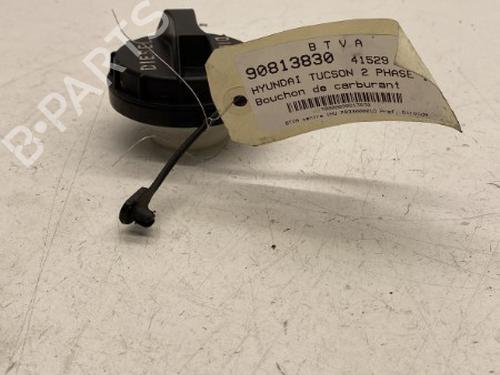 DIESEL
B T V A
90813830 41529
HYUNDAI TUCSON 2 PHASE
Bouchon de carburant
B-PARTS